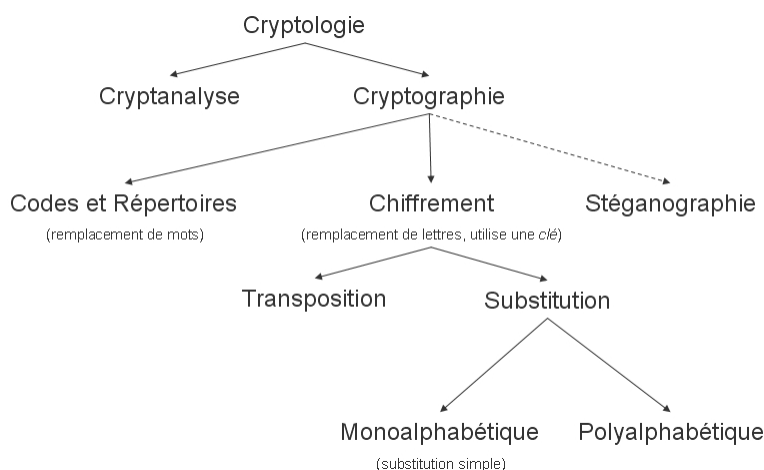 Cryptologie
Cryptanalyse
Cryptographie
Codes et Répertoires
(remplacement de mots)
Chiffrement
(remplacement de lettres, utilise une clé)
Stéganographie
Transposition
Substitution
Monoalphabétique
(substitution simple)
Polyalphabétique